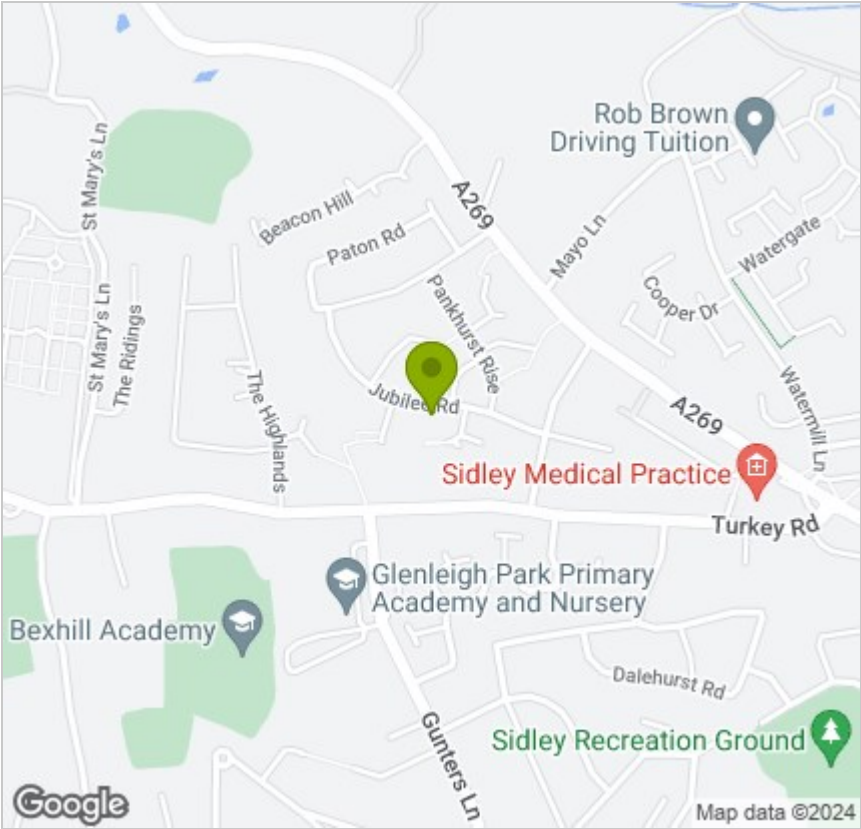 St Mary's Ln
Rob Brown
Driving Tuition
A269
Beacon Hill
Paton Rd
Mayo Ln
Watergate
Pankhurst Rise
Cooper Dr
St Mary's Ln
The Ridings
The Highlands
Jubilee Rd
A269
Watermill Ln
Sidley Medical Practice
Turkey Rd
Glenleigh Park Primary
Academy and Nursery
Bexhill Academy
Dalehurst Rd
Gunters Ln
Sidley Recreation Ground
Google
Map data ©2024